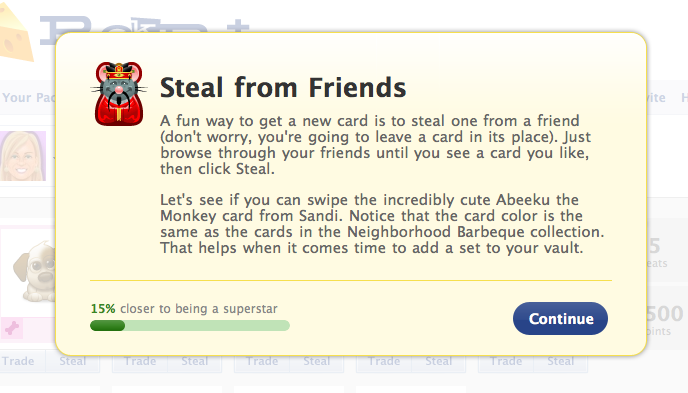 Your Pa
Steal from Friends
A fun way to get a new card is to steal one from a friend
(don't worry, you're going to leave a card in its place). Just
browse through your friends until you see a card you like,
then click Steal.
Let's see if you can swipe the incredibly cute Abeeku the
Monkey card from Sandi. Notice that the card color is the
same as the cards in the Neighborhood Barbeque collection.
That helps when it comes time to add a set to your vault.
15% closer to being a superstar
Continue
5
eats
500
oints
Trade Steal Trade Steal Trade Steal Trade Steal Trade Steal